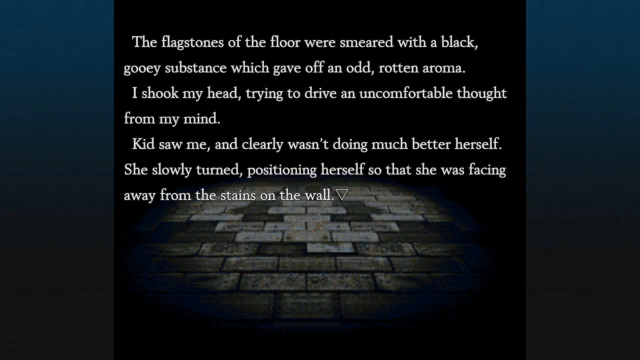 The flagstones of the floor were smeared with a black,
gooey substance which gave off an odd, rotten aroma.
I shook my head, trying to drive an uncomfortable thought
from my mind.
Kid saw me, and clearly wasn’t doing much better herself.
She slowly turned, positioning herself so that she was facing
away from the stains on the wall.▽